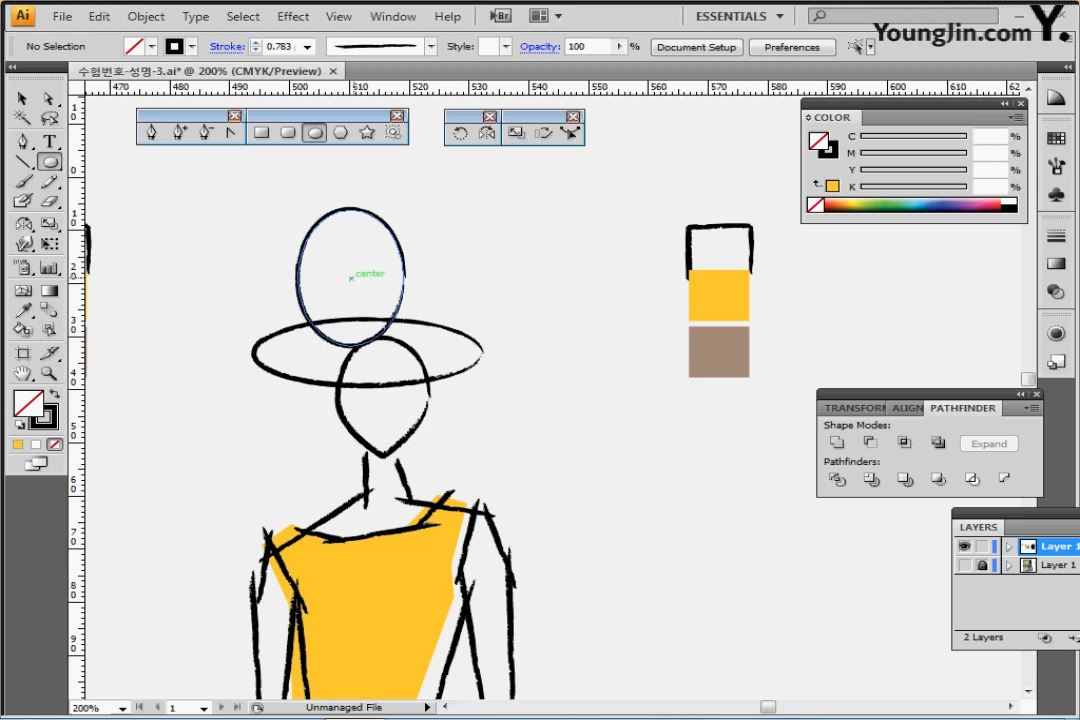 Ai File Edit Object Type Select Effect View Window Help Br ESSENTIALS
YoungJin.com Y.
No Selection Stroke: 0.783 Style: Opacity: 100 % Document Setup Preferences
수험번호-성명-3.ai* @ 200% (CMYK/Preview) ×
470 480 490 500 510 520 530 540 550 560 570 580 590 600 610 62
COLOR
C %
M %
Y %
K %
center
TRANSFORM ALIGN PATHFINDER
Shape Modes:
Expand
Pathfinders:
LAYERS
Layer 1
Layer 1
2 Layers
200% 1 Unmanaged File